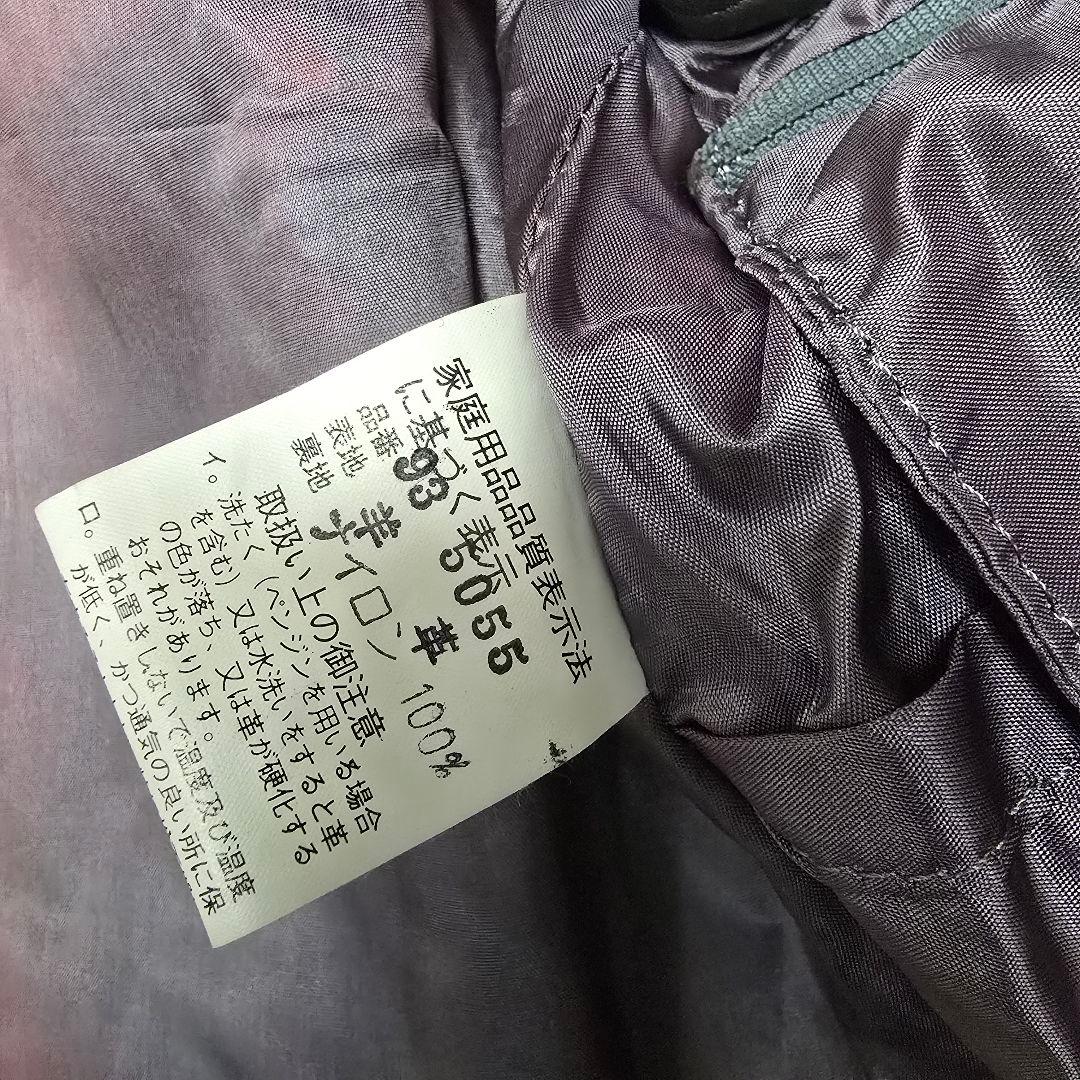 家庭用品品質表示法
に基づく表示
品番 93 5055
表地 羊 革
裏地 ナイロン 100%
取扱い上の御注意
イ。洗たく（ベンジンを用いる場合
を含む）又は水洗いをすると革
の色が落ち、又は革が硬化する
おそれがあります。
ロ。重ね置きしないで温度及び湿度
が低く、かつ通気の良い所に保